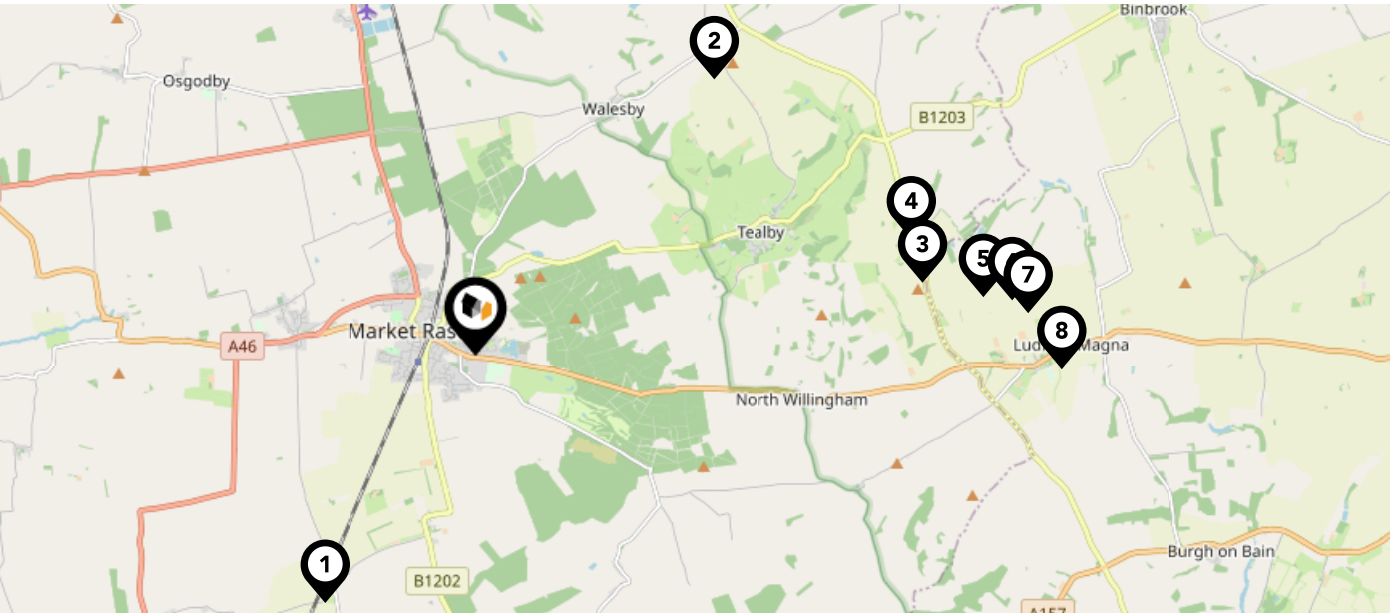 Binbrook
2
Osgodby
Walesby
B1203
4
Tealby
3
5
7
Market Ras
8
A46
Magna
North Willingham
Burgh on Bain
1
B1202
A157